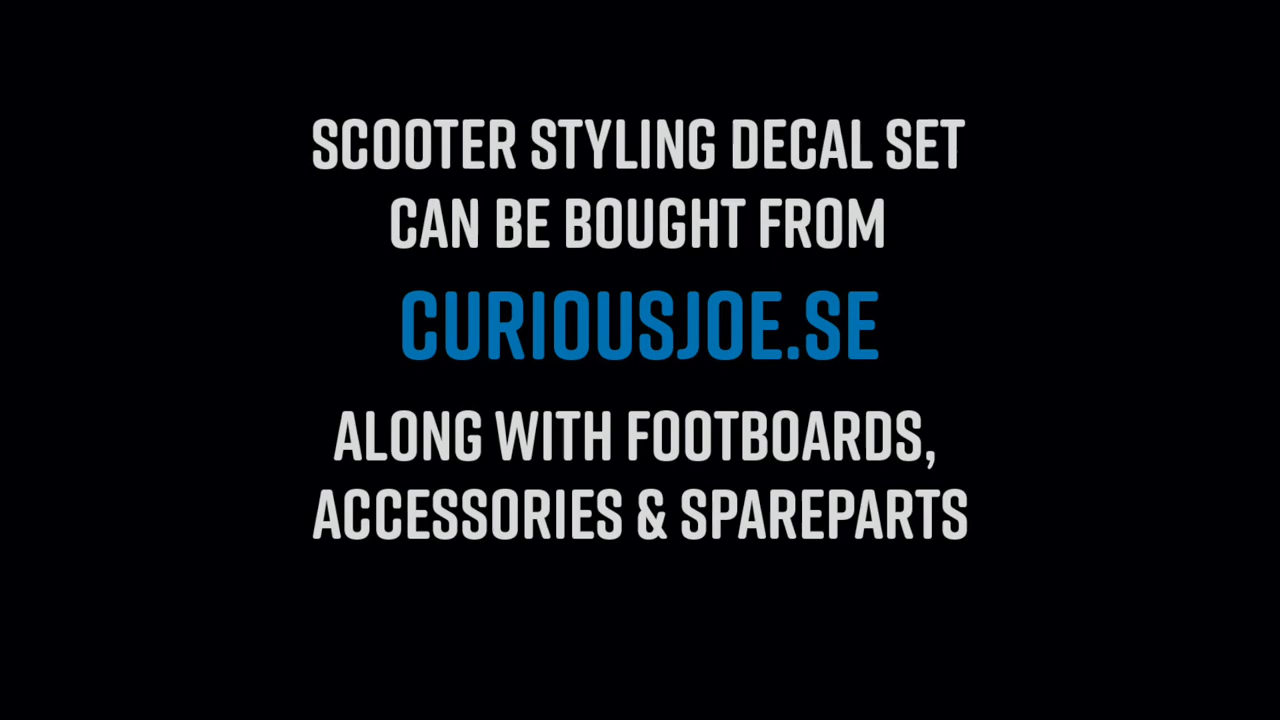 SCOOTER STYLING DECAL SET
CAN BE BOUGHT FROM
CURIOUSJOE.SE
ALONG WITH FOOTBOARDS,
ACCESSORIES & SPAREPARTS